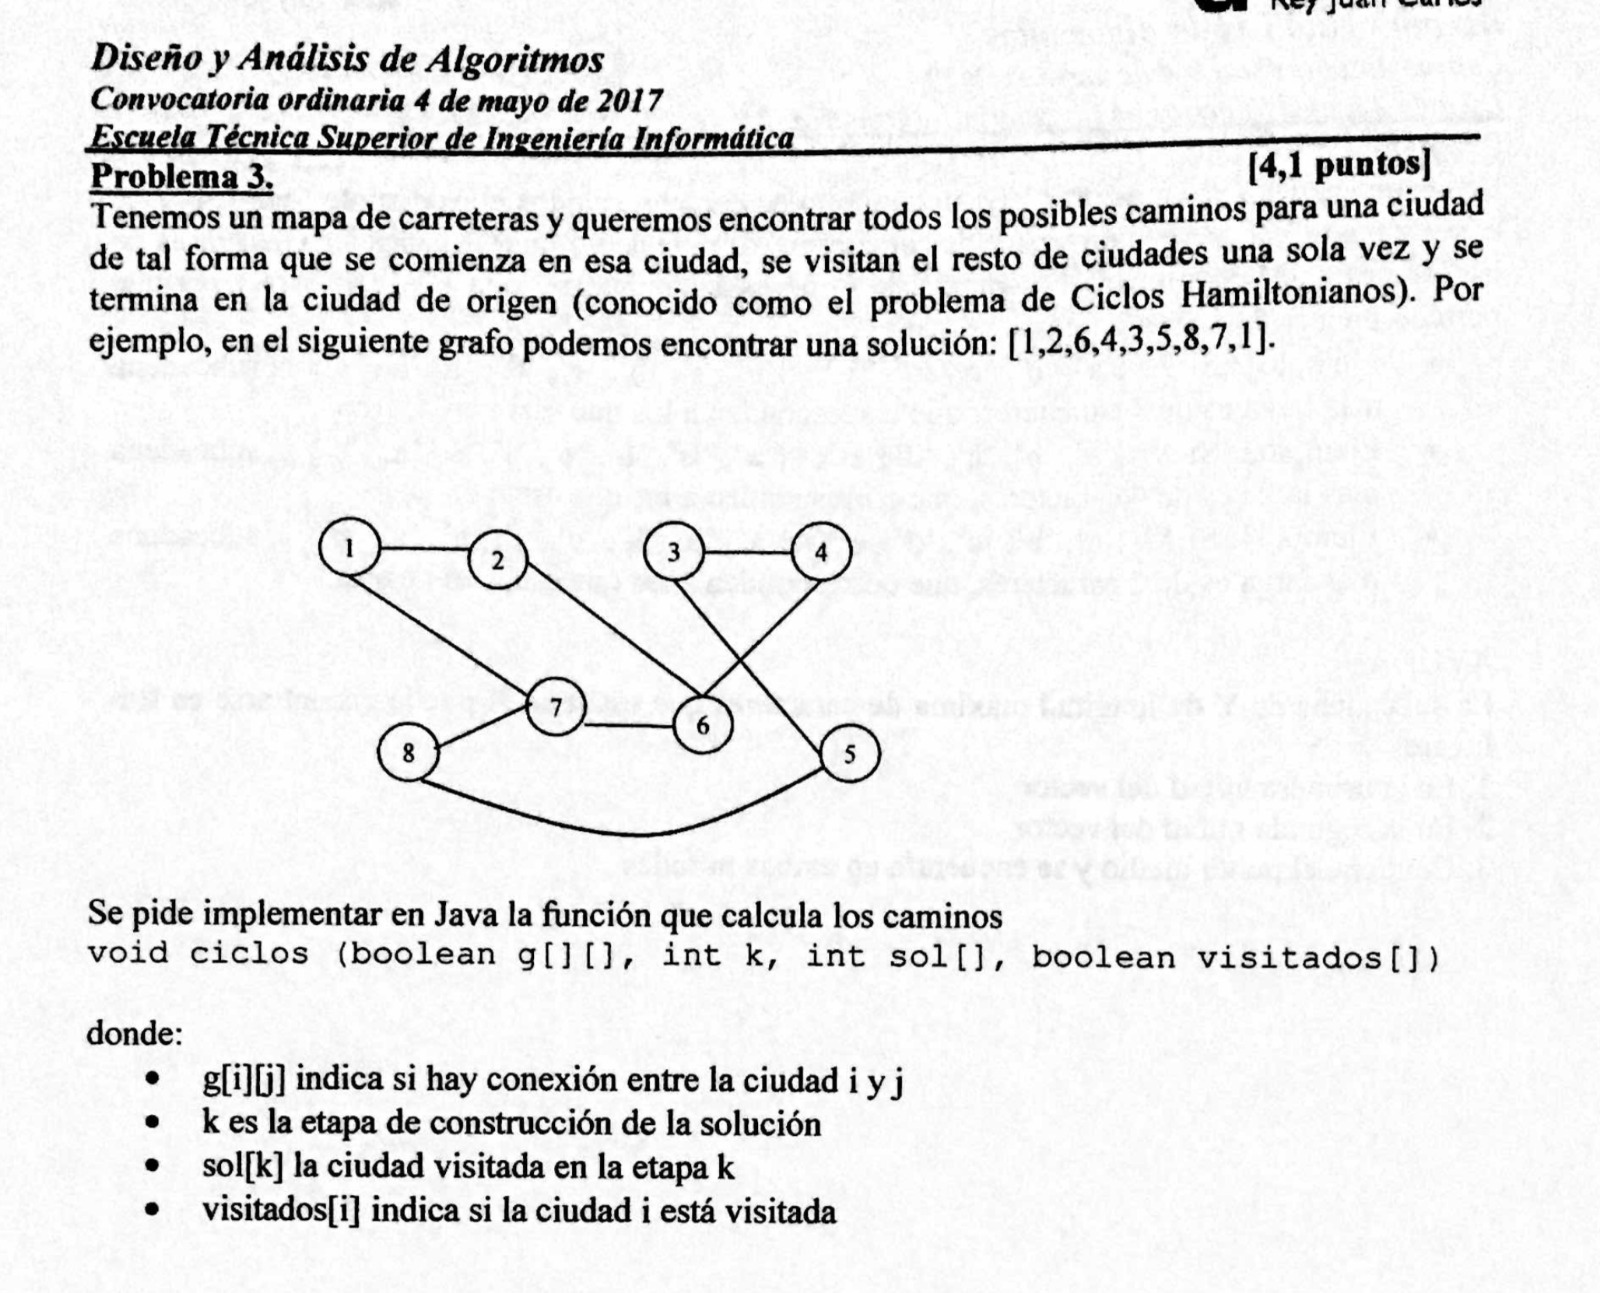 Rey Juan Carlos
Diseño y Análisis de Algoritmos
Convocatoria ordinaria 4 de mayo de 2017
Escuela Técnica Superior de Ingeniería Informática
Problema 3. [4,1 puntos]
Tenemos un mapa de carreteras y queremos encontrar todos los posibles caminos para una ciudad
de tal forma que se comienza en esa ciudad, se visitan el resto de ciudades una sola vez y se
termina en la ciudad de origen (conocido como el problema de Ciclos Hamiltonianos). Por
ejemplo, en el siguiente grafo podemos encontrar una solución: [1,2,6,4,3,5,8,7,1].
1
2
3
4
7
6
8
5
Se pide implementar en Java la función que calcula los caminos
void ciclos (boolean g[][], int k, int sol[], boolean visitados[])
donde:
• g[i][j] indica si hay conexión entre la ciudad i y j
• k es la etapa de construcción de la solución
• sol[k] la ciudad visitada en la etapa k
• visitados[i] indica si la ciudad i está visitada